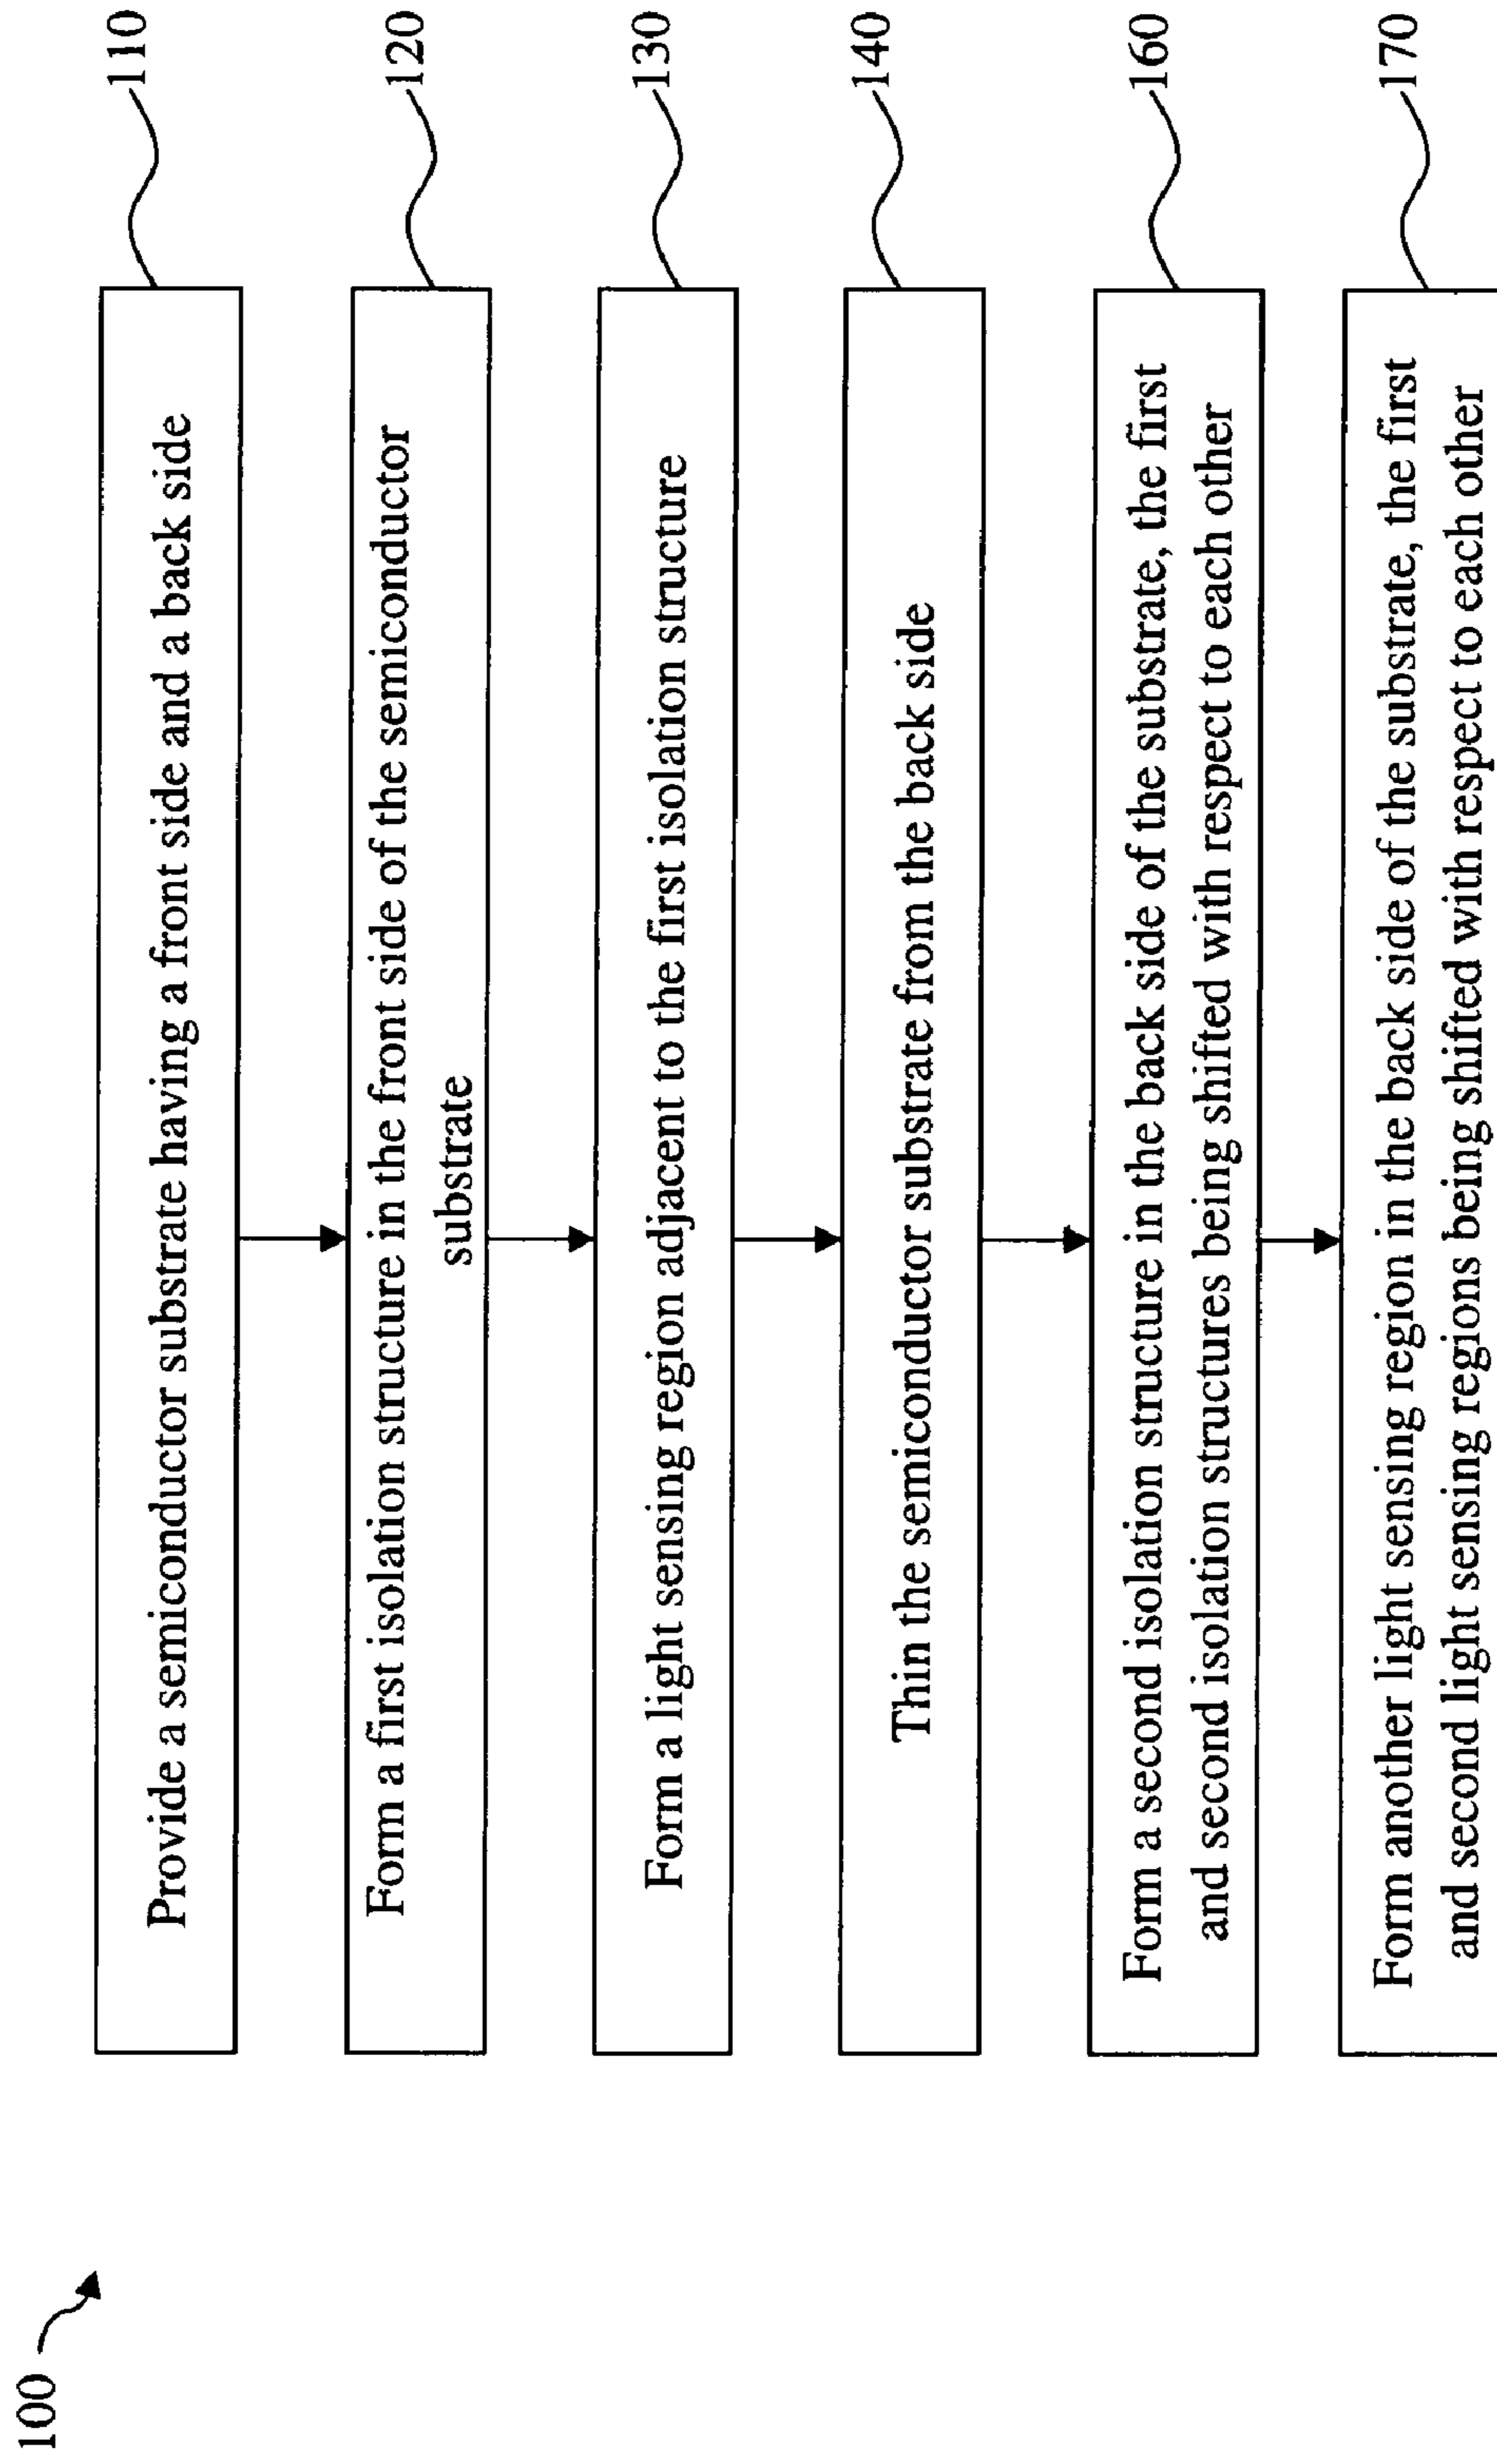 100
Provide a semiconductor substrate having a front side and a back side
110
Form a first isolation structure in the front side of the semiconductor
substrate
120
Form a light sensing region adjacent to the first isolation structure
130
Thin the semiconductor substrate from the back side
140
Form a second isolation structure in the back side of the substrate, the first
and second isolation structures being shifted with respect to each other
160
Form another light sensing region in the back side of the substrate, the first
and second light sensing regions being shifted with respect to each other
170